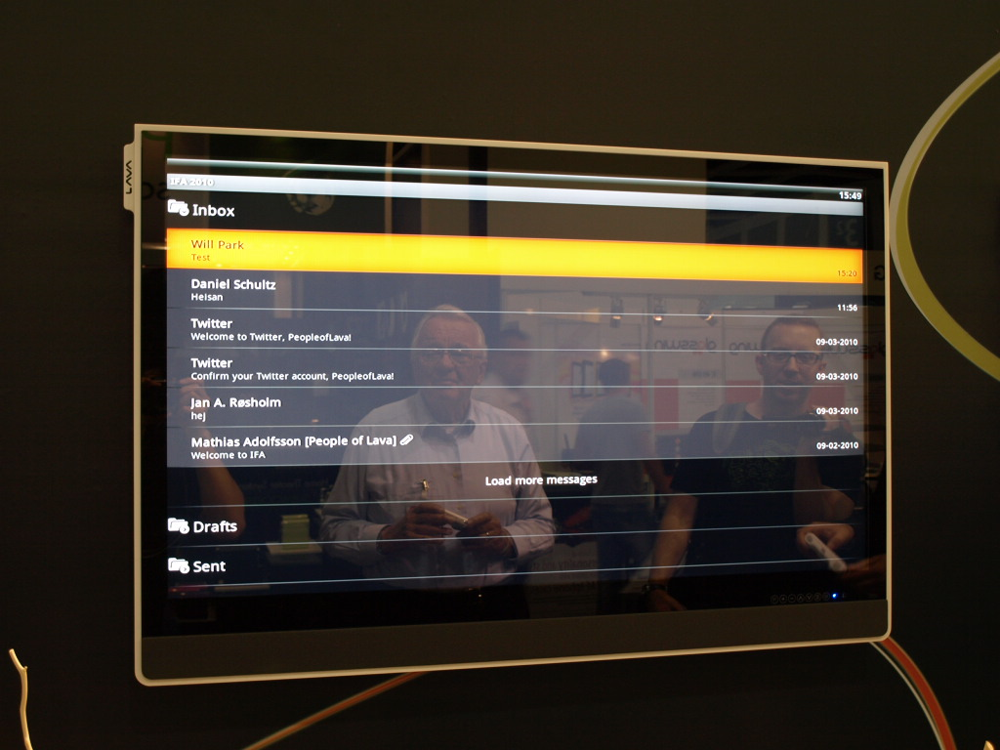 LAVA
IFA 2010
15:49
Inbox
Will Park
Test
15:20
Daniel Schultz
Heisan
11:56
Twitter
Welcome to Twitter, PeopleofLava!
09-03-2010
Twitter
Confirm your Twitter account, PeopleofLava!
09-03-2010
Jan A. Røsholm
hej
09-03-2010
Mathias Adolfsson [People of Lava]
Welcome to IFA
09-02-2010
Load more messages
Drafts
Sent